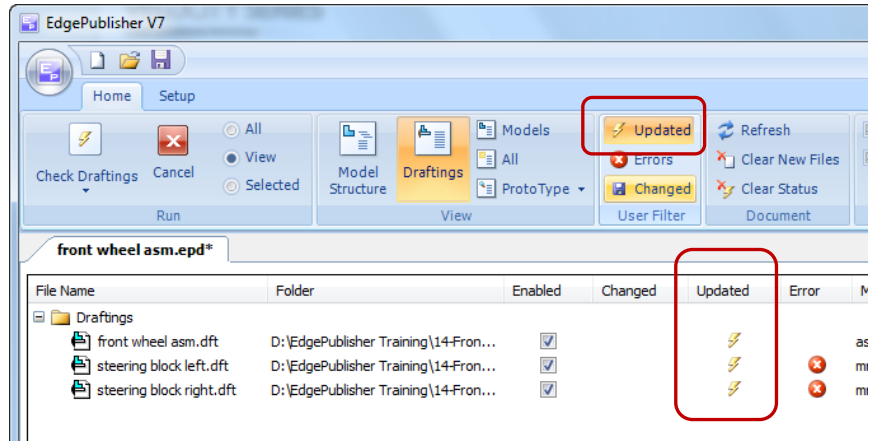 EdgePublisher V7
Home Setup
Check Draftings
Cancel
All
View
Selected
Run
Model
Structure
Draftings
Models
All
ProtoType
View
Updated
Errors
Changed
User Filter
Refresh
Clear New Files
Clear Status
Document
front wheel asm.epd*
File Name Folder Enabled Changed Updated Error M
Draftings
front wheel asm.dft D:\EdgePublisher Training\14-Fron... as
steering block left.dft D:\EdgePublisher Training\14-Fron...
steering block right.dft D:\EdgePublisher Training\14-Fron...